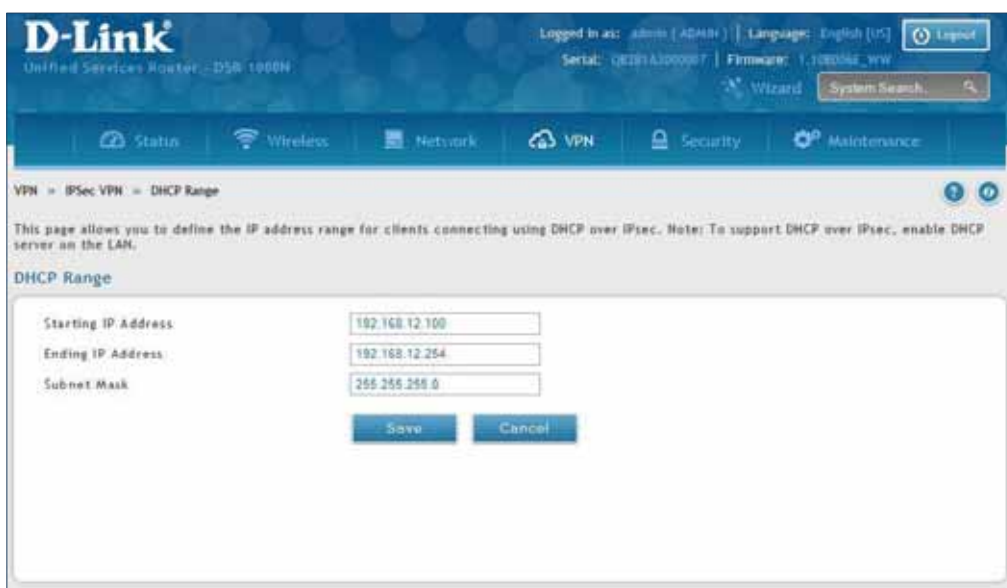 D-Link
Unified Services Router - DSR-1000N
Logged in as: admin ( ADMIN ) | Language: English [US]
Logout
Serial: | Firmware:
Wizard
System Search..
Status
Wireless
Network
VPN
Security
Maintenance
VPN » IPSec VPN » DHCP Range
This page allows you to define the IP address range for clients connecting using DHCP over IPsec. Note: To support DHCP over IPsec, enable DHCP
server on the LAN.
DHCP Range
Starting IP Address 192.168.12.100
Ending IP Address 192.168.12.254
Subnet Mask 255.255.255.0
Save
Cancel